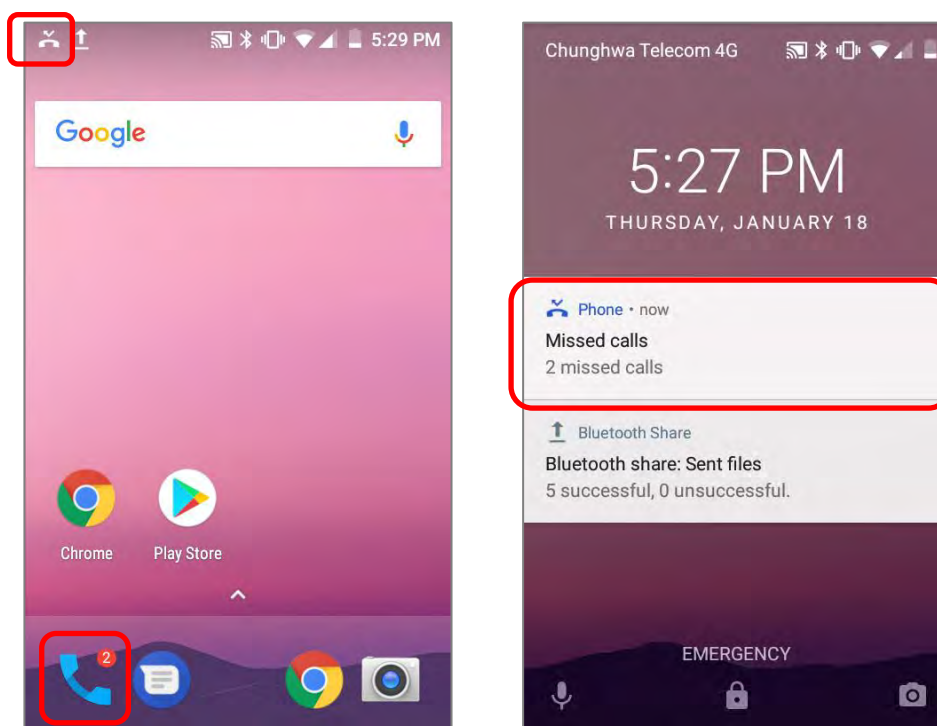 5:29 PM
Google
Chrome Play Store
2
Chunghwa Telecom 4G
5:27 PM
THURSDAY, JANUARY 18
Phone • now
Missed calls
2 missed calls
Bluetooth Share
Bluetooth share: Sent files
5 successful, 0 unsuccessful.
EMERGENCY